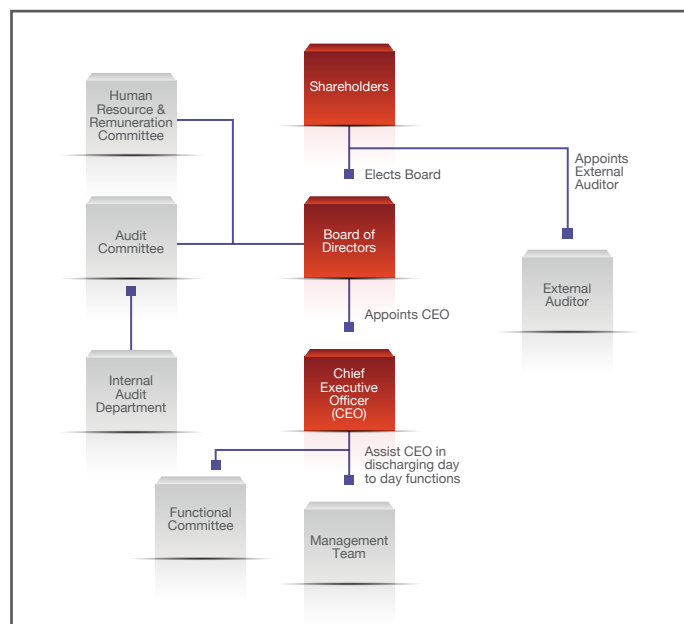 Shareholders
Human
Resource &
Remuneration
Committee
Elects Board
Appoints
External
Auditor
Audit
Committee
Board of
Directors
External
Auditor
Appoints CEO
Internal
Audit
Department
Chief
Executive
Officer
(CEO)
Assist CEO in
discharging day
to day functions
Functional
Committee
Management
Team